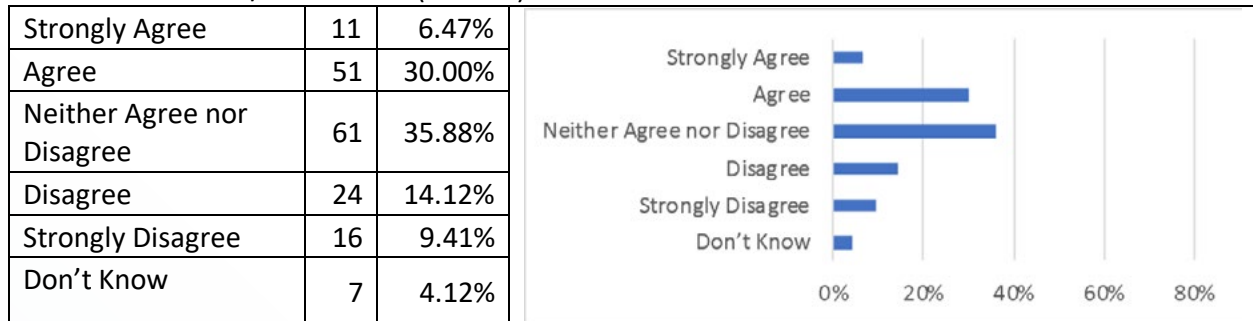 Strongly Agree 11 6.47%
Agree 51 30.00%
Neither Agree nor
Disagree 61 35.88%
Disagree 24 14.12%
Strongly Disagree 16 9.41%
Don’t Know 7 4.12%
Strongly Agree
Agree
Neither Agree nor Disagree
Disagree
Strongly Disagree
Don’t Know
0% 20% 40% 60% 80%